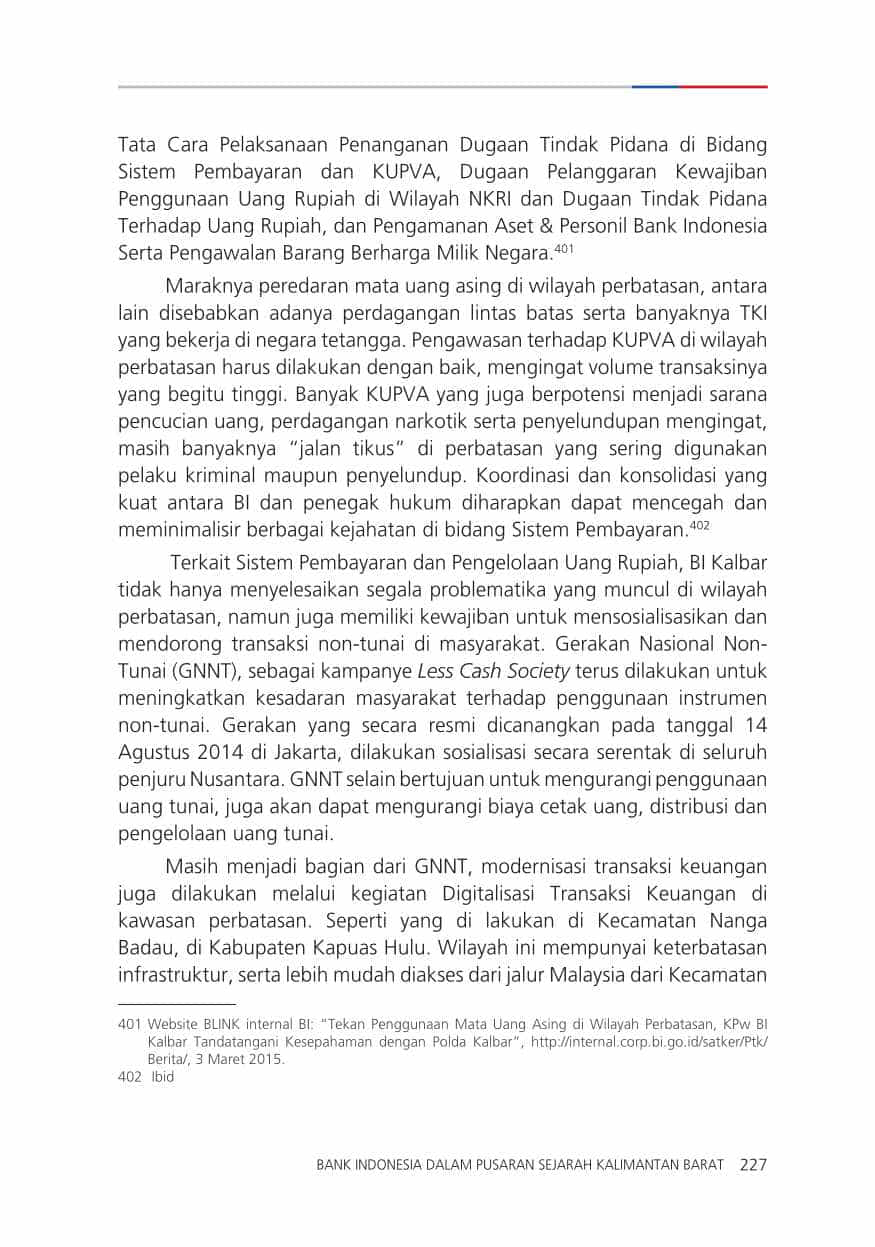 Tata Cara Pelaksanaan Penanganan Dugaan Tindak Pidana di Bidang
Sistem Pembayaran dan KUPVA, Dugaan Pelanggaran Kewajiban
Penggunaan Uang Rupiah di Wilayah NKRI dan Dugaan Tindak Pidana
Terhadap Uang Rupiah, dan Pengamanan Aset & Personil Bank Indonesia
Serta Pengawalan Barang Berharga Milik Negara.401
Maraknya peredaran mata uang asing di wilayah perbatasan, antara
lain disebabkan adanya perdagangan lintas batas serta banyaknya TKI
yang bekerja di negara tetangga. Pengawasan terhadap KUPVA di wilayah
perbatasan harus dilakukan dengan baik, mengingat volume transaksinya
yang begitu tinggi. Banyak KUPVA yang juga berpotensi menjadi sarana
pencucian uang, perdagangan narkotik serta penyelundupan mengingat,
masih banyaknya “jalan tikus” di perbatasan yang sering digunakan
pelaku kriminal maupun penyelundup. Koordinasi dan konsolidasi yang
kuat antara BI dan penegak hukum diharapkan dapat mencegah dan
meminimalisir berbagai kejahatan di bidang Sistem Pembayaran.402
Terkait Sistem Pembayaran dan Pengelolaan Uang Rupiah, BI Kalbar
tidak hanya menyelesaikan segala problematika yang muncul di wilayah
perbatasan, namun juga memiliki kewajiban untuk mensosialisasikan dan
mendorong transaksi non-tunai di masyarakat. Gerakan Nasional Non-
Tunai (GNNT), sebagai kampanye Less Cash Society terus dilakukan untuk
meningkatkan kesadaran masyarakat terhadap penggunaan instrumen
non-tunai. Gerakan yang secara resmi dicanangkan pada tanggal 14
Agustus 2014 di Jakarta, dilakukan sosialisasi secara serentak di seluruh
penjuru Nusantara. GNNT selain bertujuan untuk mengurangi penggunaan
uang tunai, juga akan dapat mengurangi biaya cetak uang, distribusi dan
pengelolaan uang tunai.
Masih menjadi bagian dari GNNT, modernisasi transaksi keuangan
juga dilakukan melalui kegiatan Digitalisasi Transaksi Keuangan di
kawasan perbatasan. Seperti yang di lakukan di Kecamatan Nanga
Badau, di Kabupaten Kapuas Hulu. Wilayah ini mempunyai keterbatasan
infrastruktur, serta lebih mudah diakses dari jalur Malaysia dari Kecamatan
401 Website BLINK internal BI: “Tekan Penggunaan Mata Uang Asing di Wilayah Perbatasan, KPw BI
Kalbar Tandatangani Kesepahaman dengan Polda Kalbar”, http://internal.corp.bi.go.id/satker/Ptk/
Berita/, 3 Maret 2015.
402 Ibid
BANK INDONESIA DALAM PUSARAN SEJARAH KALIMANTAN BARAT 227